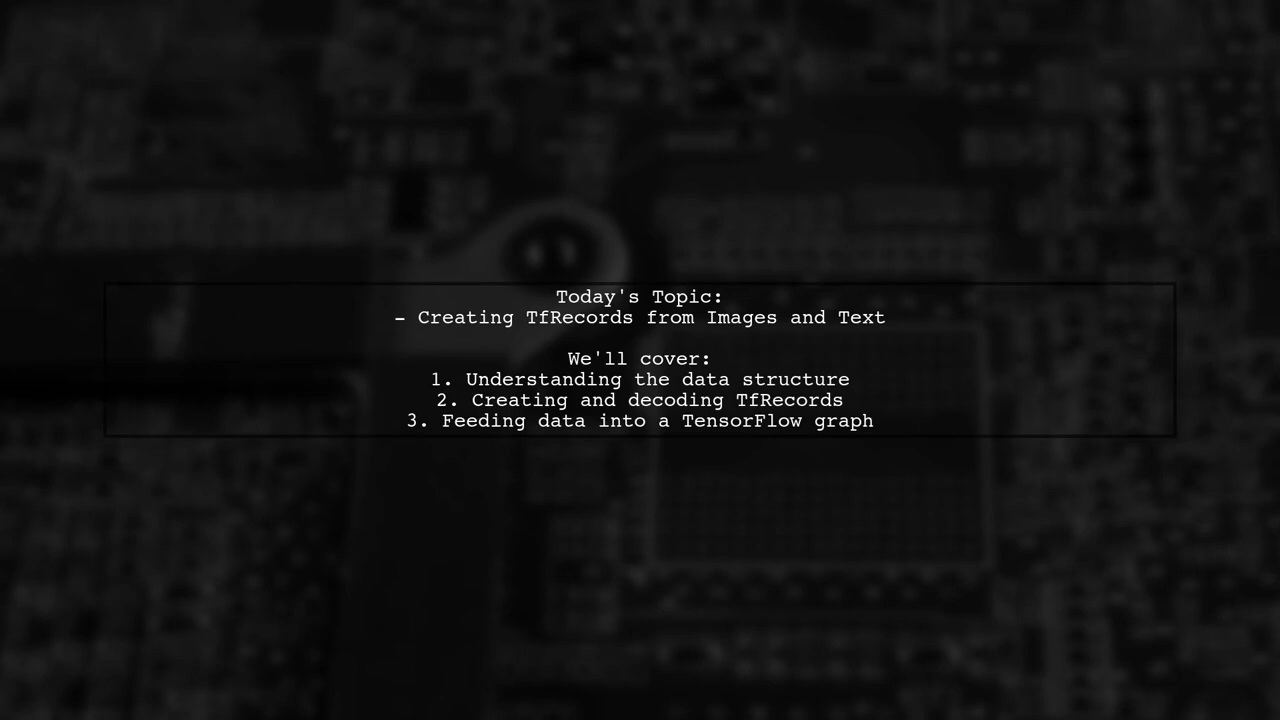 Today's Topic:
- Creating TfRecords from Images and Text
We'll cover:
1. Understanding the data structure
2. Creating and decoding TfRecords
3. Feeding data into a TensorFlow graph